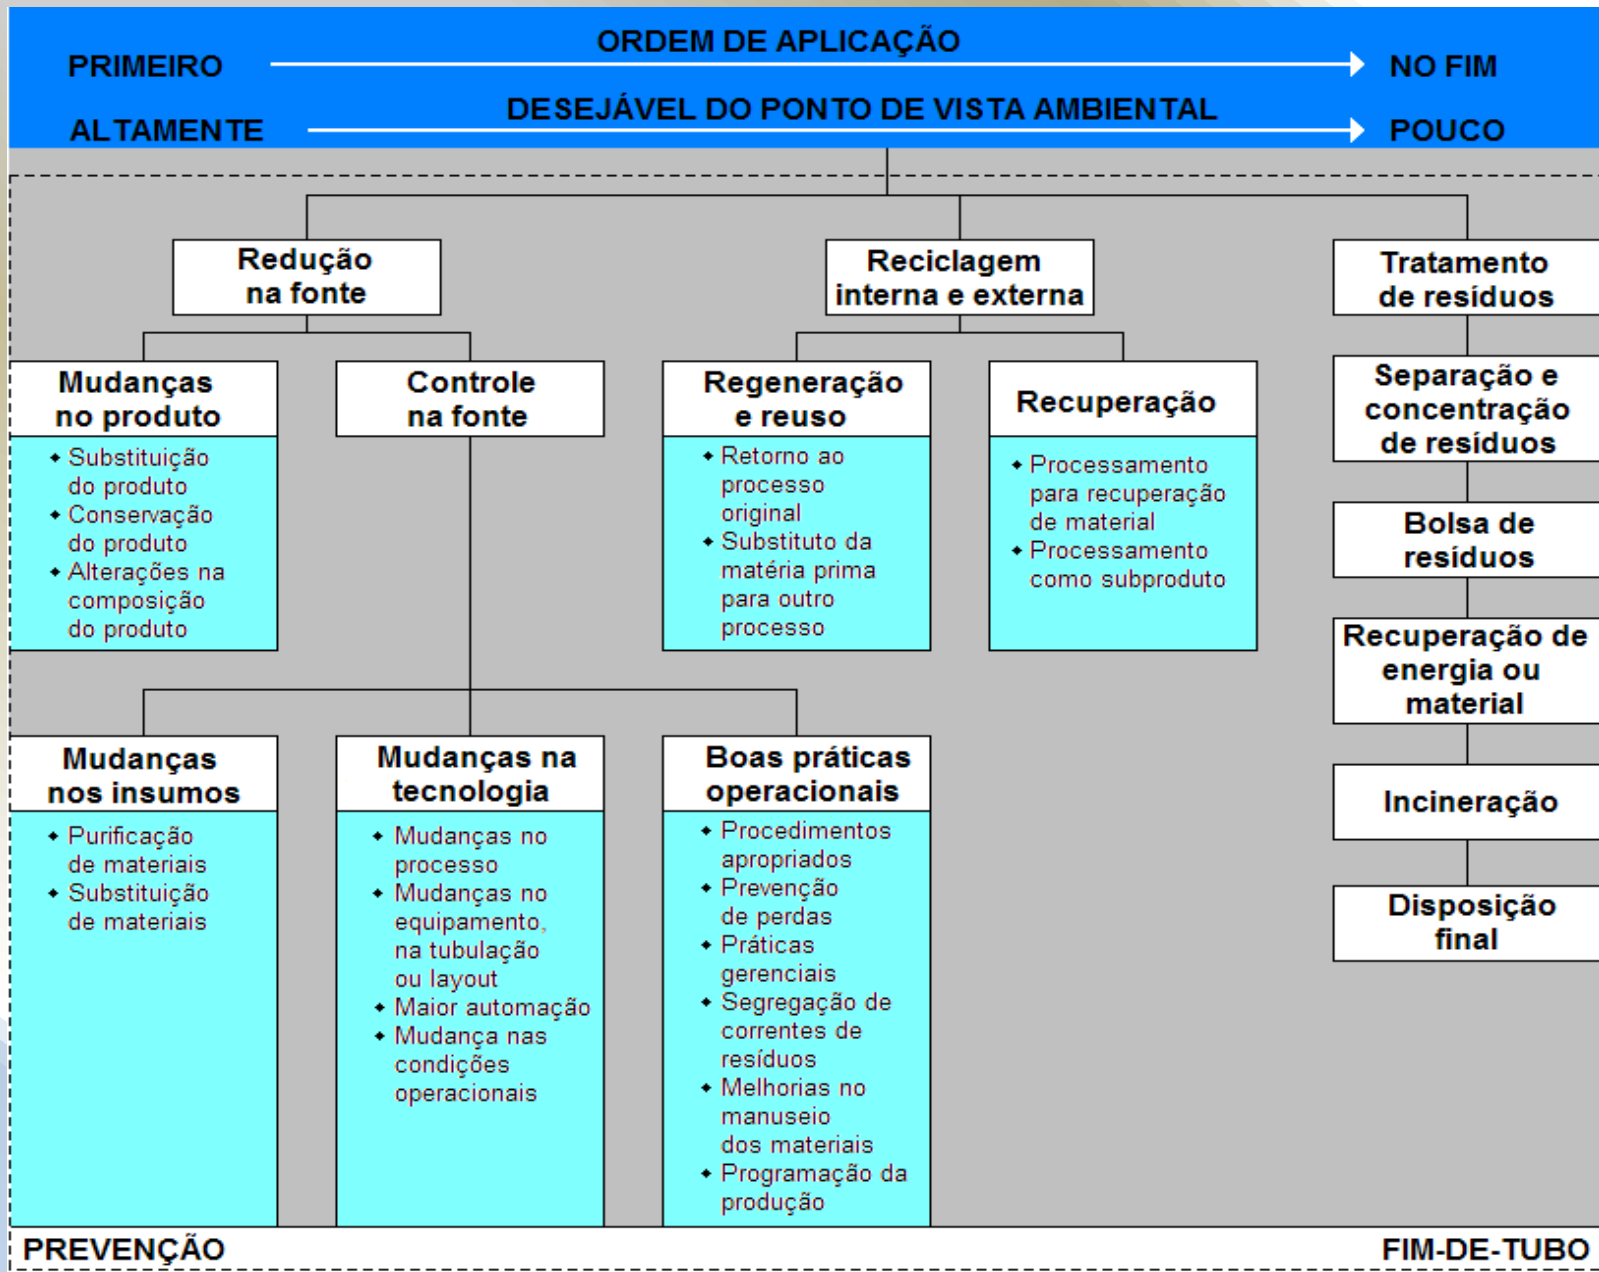 ORDEM DE APLICAÇÃO
PRIMEIRO
NO FIM
DESEJÁVEL DO PONTO DE VISTA AMBIENTAL
ALTAMENTE
POUCO
Redução
na fonte
Reciclagem
interna e externa
Tratamento
de resíduos
Mudanças
no produto
◆ Substituição
do produto
◆ Conservação
do produto
◆ Alterações na
composição
do produto
Controle
na fonte
Regeneração
e reuso
◆ Retorno ao
processo
original
◆ Substituto da
matéria prima
para outro
processo
Recuperação
◆ Processamento
para recuperação
de material
◆ Processamento
como subproduto
Separação e
concentração
de resíduos
Bolsa de
resíduos
Recuperação de
energia ou
material
Incineração
Disposição
final
Mudanças
nos insumos
◆ Purificação
de materiais
◆ Substituição
de materiais
Mudanças na
tecnologia
◆ Mudanças no
processo
◆ Mudanças no
equipamento,
na tubulação
ou layout
◆ Maior automação
◆ Mudança nas
condições
operacionais
Boas práticas
operacionais
◆ Procedimentos
apropriados
◆ Prevenção
de perdas
◆ Práticas
gerenciais
◆ Segregação de
correntes de
resíduos
◆ Melhorias no
manuseio
dos materiais
◆ Programação da
produção
PREVENÇÃO
FIM-DE-TUBO